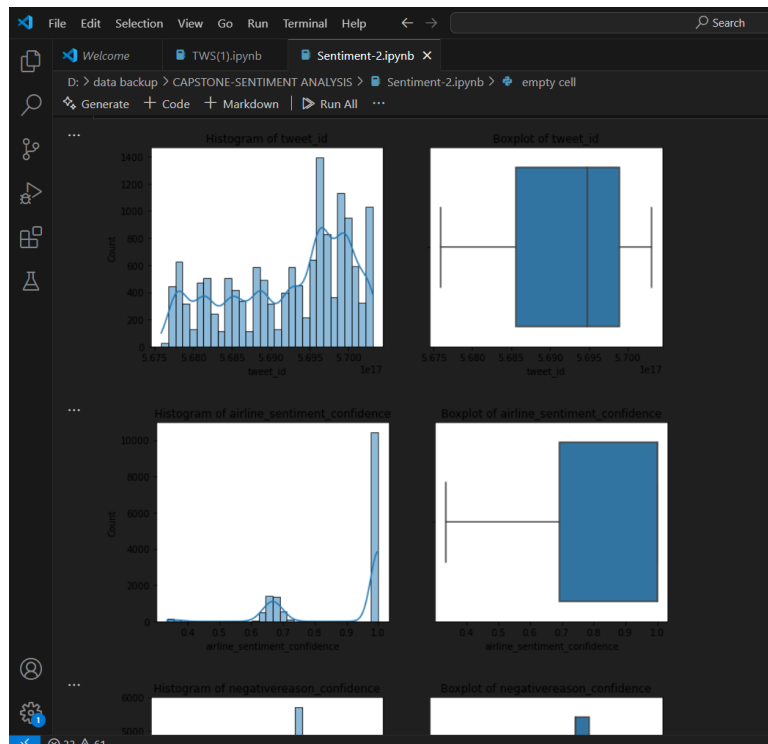 File Edit Selection View Go Run Terminal Help Search
Welcome TWS(1).ipynb Sentiment-2.ipynb
D: > data backup > CAPSTONE-SENTIMENT ANALYSIS > Sentiment-2.ipynb > empty cell
Generate + Code + Markdown | Run All ...
...
Histogram of tweet_id
Boxplot of tweet_id
1400
1200
1000
800
600
400
200
0
Count
5.675 5.680 5.685 5.690 5.695 5.700
tweet_id 1e17
5.675 5.680 5.685 5.690 5.695 5.700
tweet_id 1e17
...
Histogram of airline_sentiment_confidence
Boxplot of airline_sentiment_confidence
10000
8000
6000
4000
2000
0
Count
0.4 0.5 0.6 0.7 0.8 0.9 1.0
airline_sentiment_confidence
0.4 0.5 0.6 0.7 0.8 0.9 1.0
airline_sentiment_confidence
...
Histogram of negativereason_confidence
Boxplot of negativereason_confidence
6000
5000
1